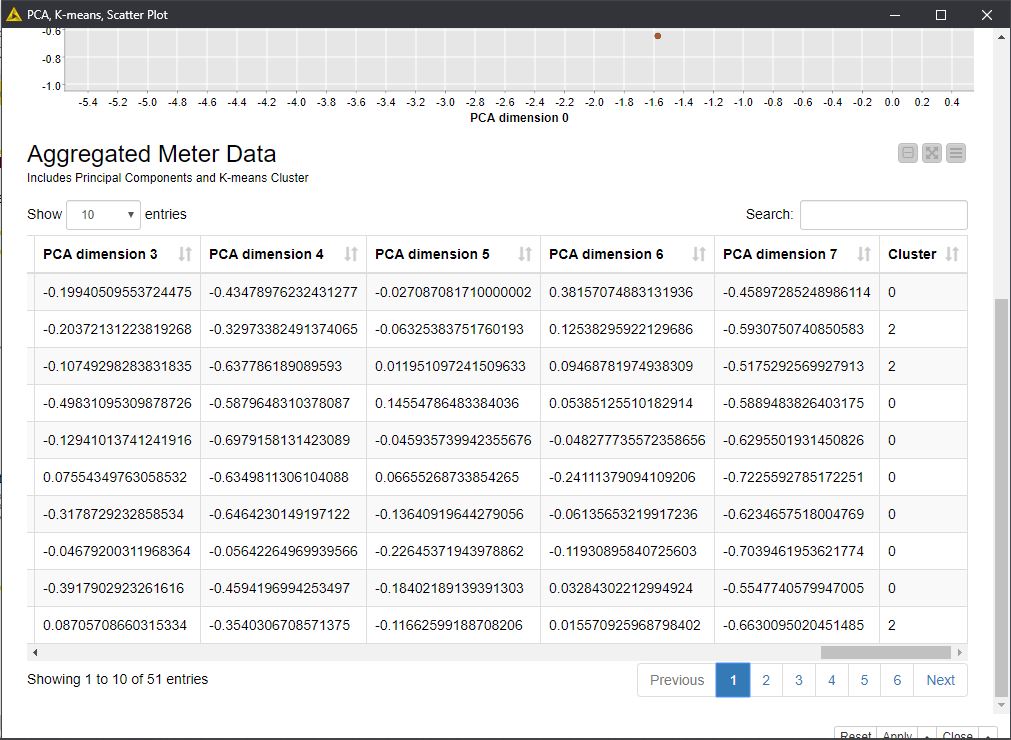 PCA, K-means, Scatter Plot
-0.6
-0.8
-1.0
-5.4 -5.2 -5.0 -4.8 -4.6 -4.4 -4.2 -4.0 -3.8 -3.6 -3.4 -3.2 -3.0 -2.8 -2.6 -2.4 -2.2 -2.0 -1.8 -1.6 -1.4 -1.2 -1.0 -0.8 -0.6 -0.4 -0.2 0.0 0.2 0.4
PCA dimension 0
Aggregated Meter Data
Includes Principal Components and K-means Cluster
Show 10 entries Search:
PCA dimension 3 PCA dimension 4 PCA dimension 5 PCA dimension 6 PCA dimension 7 Cluster
-0.19940509553724475 -0.43478976232431277 -0.027087081710000002 0.38157074883131936 -0.45897285248986114 0
-0.20372131223819268 -0.32973382491374065 -0.06325383751760193 0.12538295922129686 -0.5930750740850583 2
-0.10749298283831835 -0.637786189089593 0.011951097241509633 0.09468781974938309 -0.5175292569927913 2
-0.49831095309878726 -0.5879648310378087 0.14554786483384036 0.05385125510182914 -0.5889483826403175 0
-0.12941013741241916 -0.6979158131423089 -0.045935739942355676 -0.048277735572358656 -0.6295501931450826 0
0.07554349763058532 -0.6349811306104088 0.06655268733854265 -0.24111379094109206 -0.7225592785172251 0
-0.3178729232858534 -0.6464230149197122 -0.13640919644279056 -0.06135653219917236 -0.6234657518004769 0
-0.04679200311968364 -0.05642264969939566 -0.22645371943978862 -0.11930895840725603 -0.7039461953621774 0
-0.3917902923261616 -0.4594196994253497 -0.18402189139391303 0.03284302212994924 -0.5547740579947005 0
0.08705708660315334 -0.3540306708571375 -0.11662599188708206 0.015570925968798402 -0.6630095020451485 2
Showing 1 to 10 of 51 entries Previous 1 2 3 4 5 6 Next
Reset Apply Close